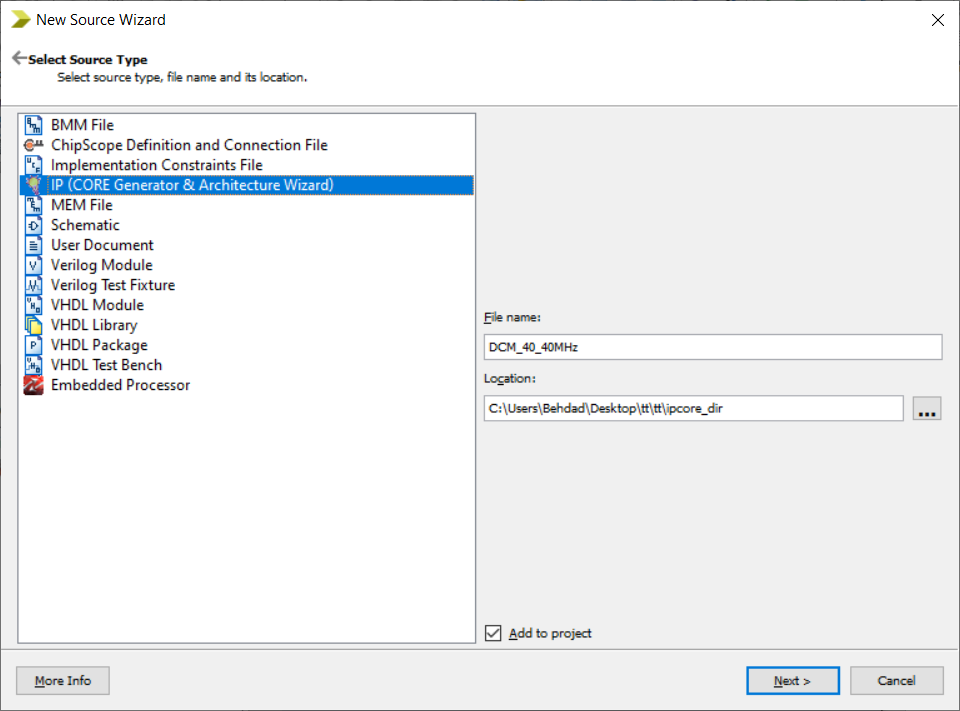 New Source Wizard
Select Source Type
Select source type, file name and its location.
BMM File
ChipScope Definition and Connection File
Implementation Constraints File
IP (CORE Generator & Architecture Wizard)
MEM File
Schematic
User Document
Verilog Module
Verilog Test Fixture
VHDL Module
VHDL Library
VHDL Package
VHDL Test Bench
Embedded Processor
File name:
DCM_40_40MHz
Location:
C:\Users\Behdad\Desktop\tt\tt\ipcore_dir
...
Add to project
More Info
Next >
Cancel